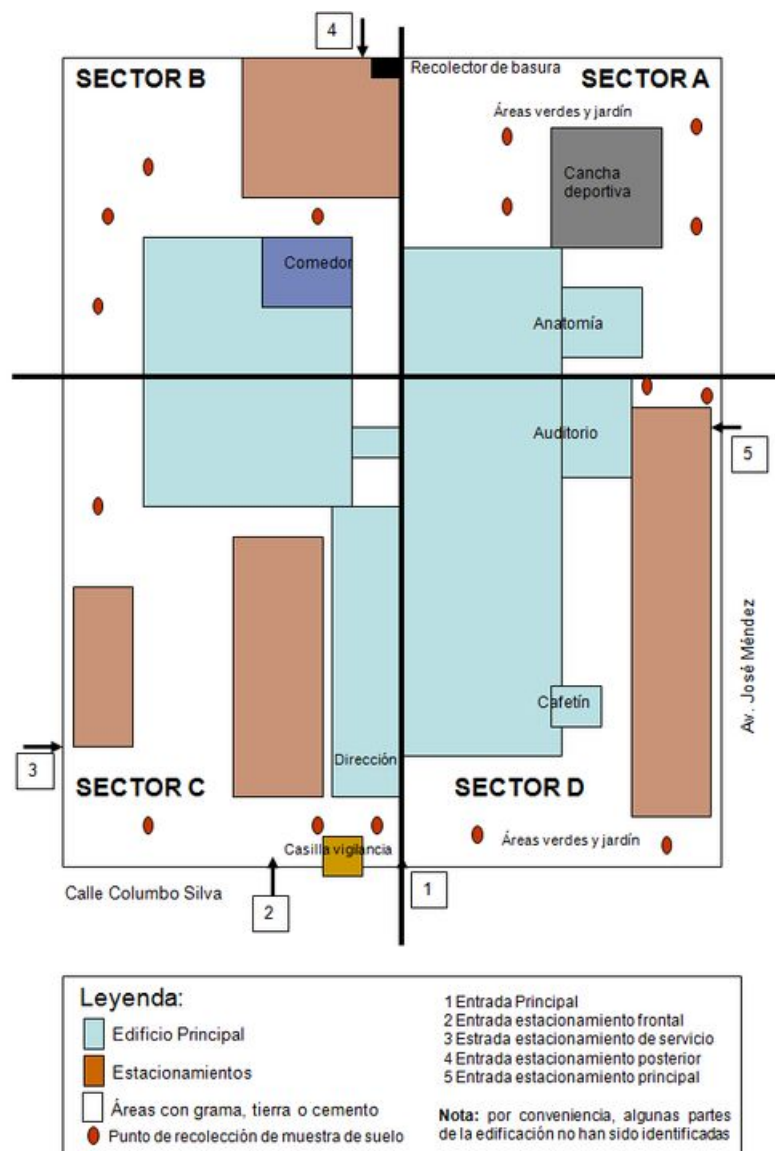 4
SECTOR B
Recolector de basura
SECTOR A
Áreas verdes y jardín
Cancha
deportiva
Comedor
Anatomía
Auditorio
5
Av. José Méndez
Cafetín
3
Dirección
SECTOR C
SECTOR D
Casilla vigilancia
Áreas verdes y jardín
Calle Columbo Silva
2
1
Leyenda:
Edificio Principal
Estacionamientos
Áreas con grama, tierra o cemento
Punto de recolección de muestra de suelo
1 Entrada Principal
2 Entrada estacionamiento frontal
3 Estrada estacionamiento de servicio
4 Entrada estacionamiento posterior
5 Entrada estacionamiento principal
Nota: por conveniencia, algunas partes
de la edificación no han sido identificadas